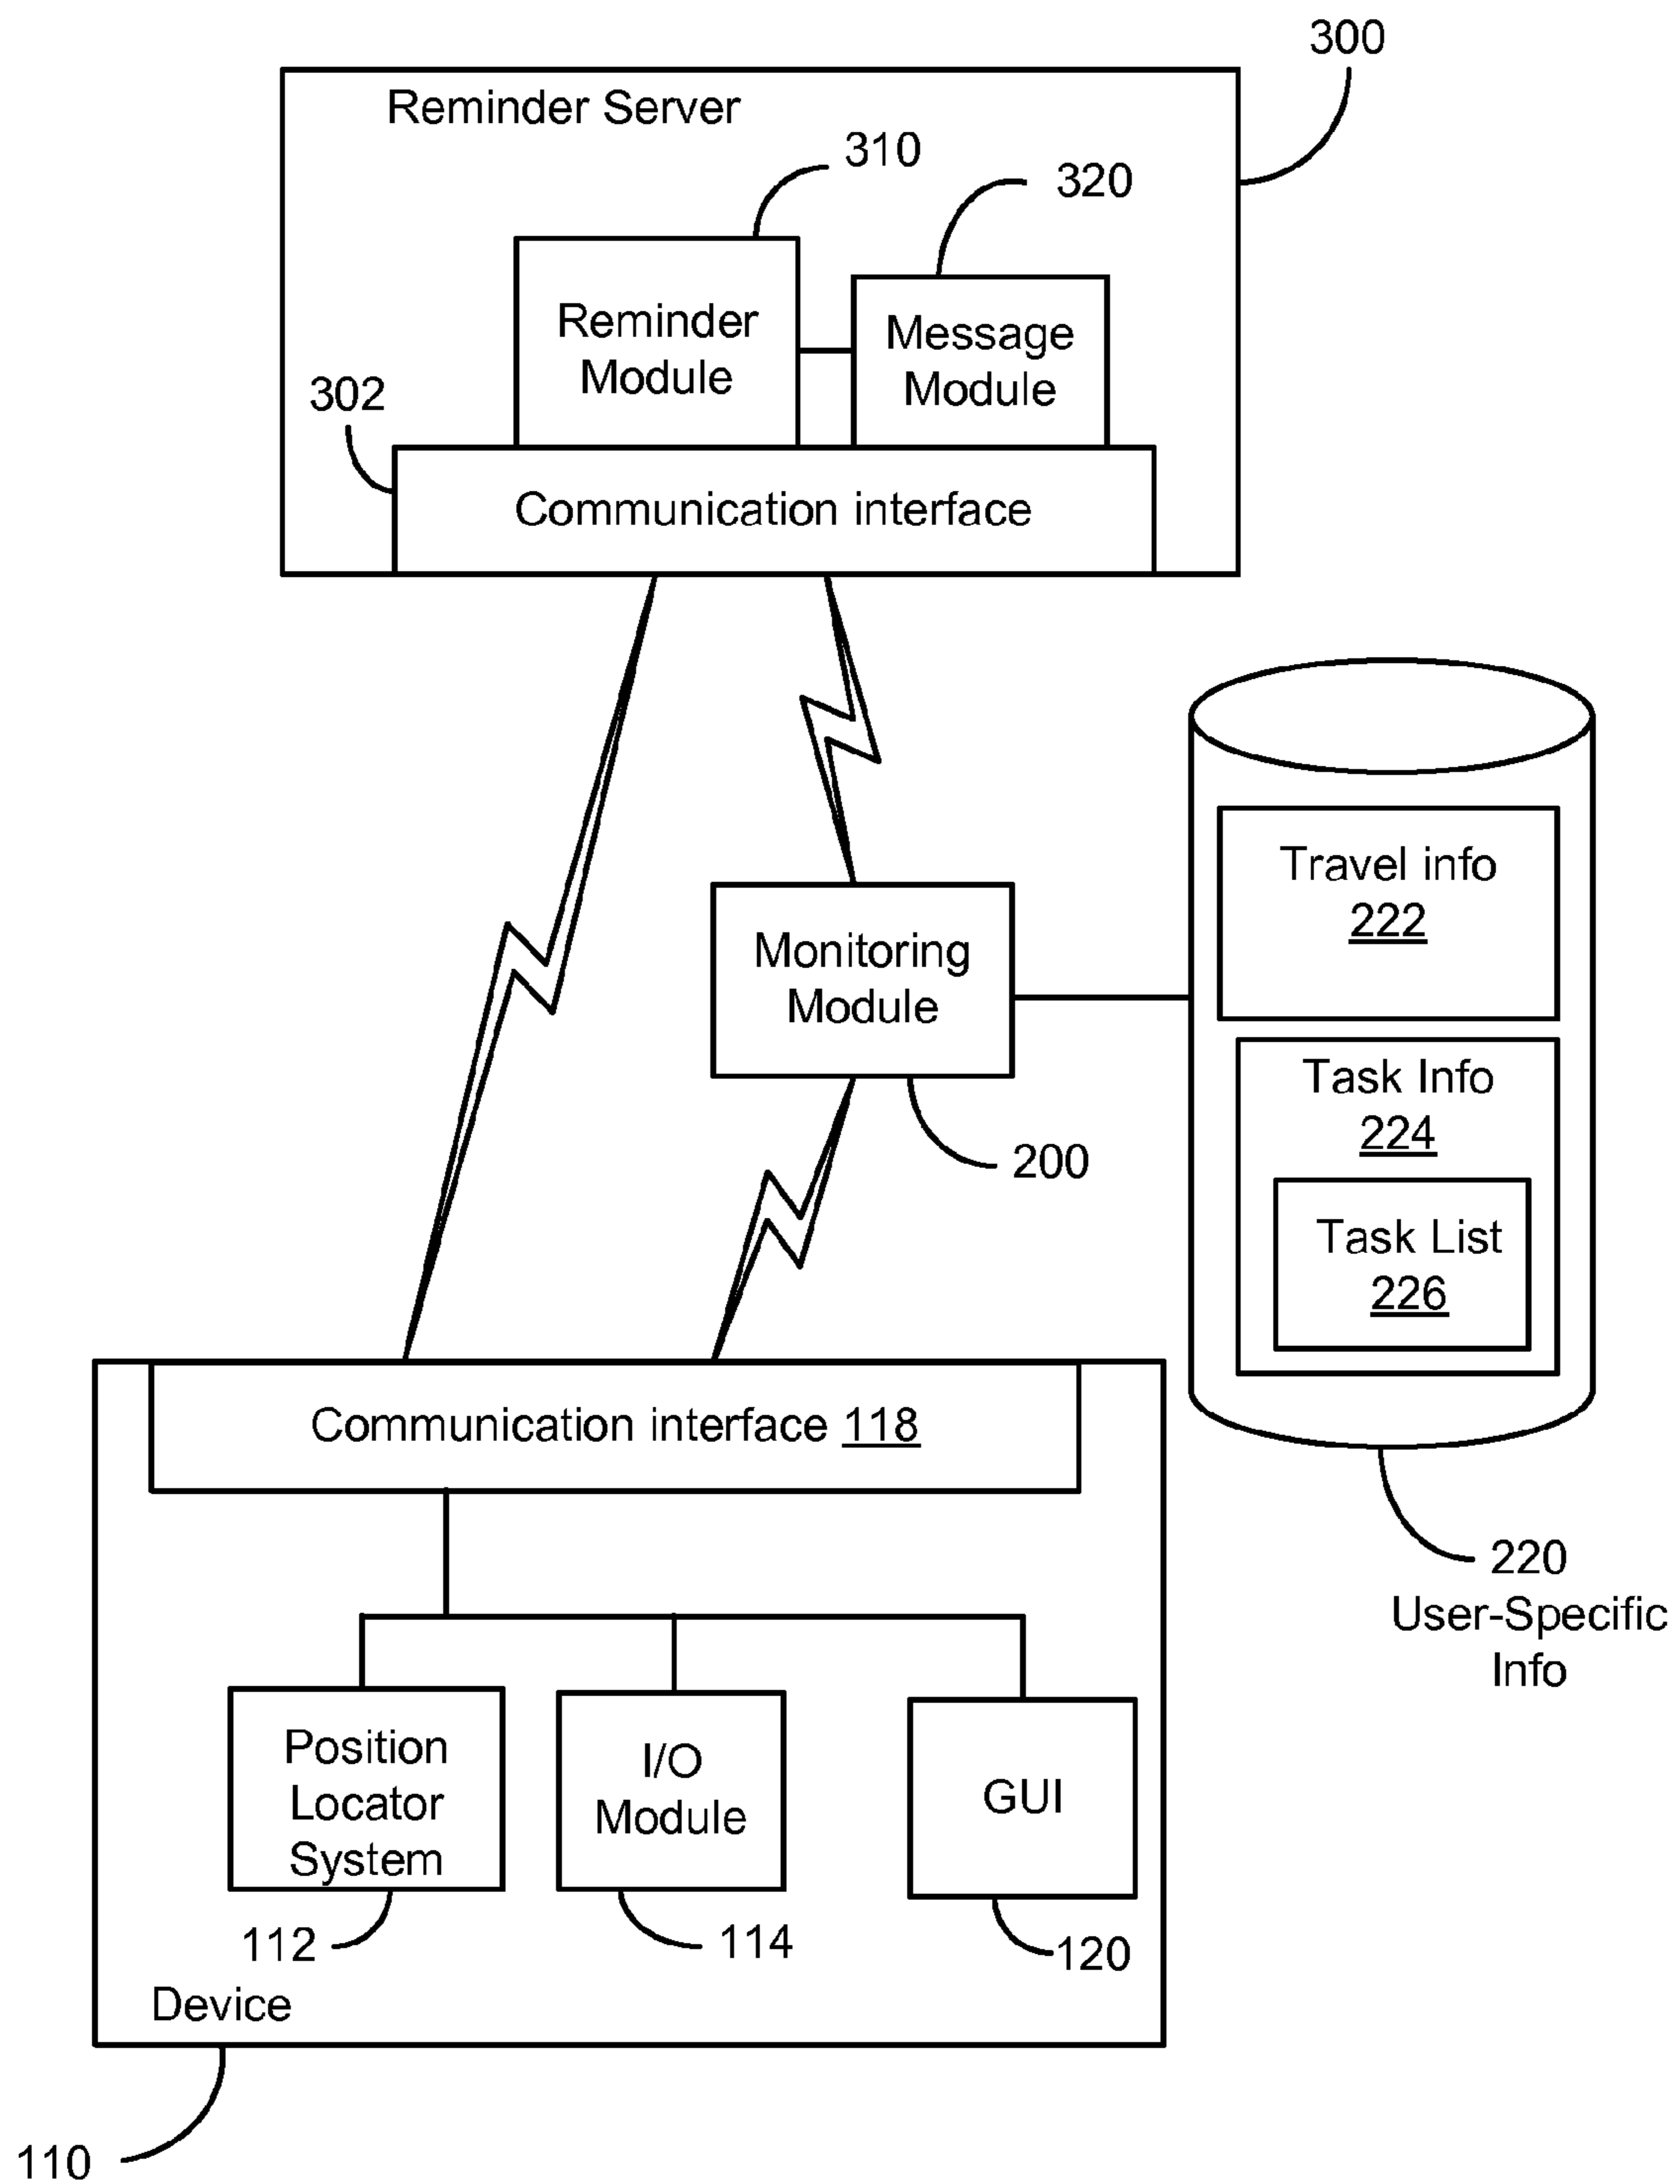 300
Reminder Server
310
320
Reminder
Module
Message
Module
302
Communication interface
Travel info
222
Monitoring
Module
Task Info
224
200
Task List
226
Communication interface 118
220
User-Specific
Info
Position
Locator
System
I/O
Module
GUI
112
114
120
Device
110